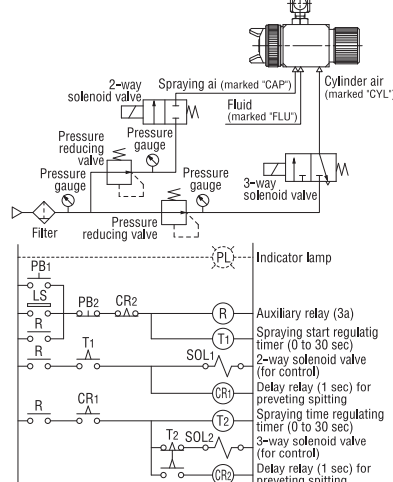 2-way
solenoid valve
Spraying ai (marked "CAP")
Fluid
(marked "FLU")
Cylinder air
(marked "CYL")
Pressure
reducing
valve
Pressure
gauge
Pressure
gauge
Pressure
gauge
3-way
solenoid valve
Filter
Pressure
reducing valve
PL
Indicator lamp
PB1
LS
PB2
CR2
R
R
Auxiliary relay (3a)
T1
Spraying start regulatig
timer (0 to 30 sec)
R
T1
SOL1
2-way solenoid valve
(for control)
CR1
Delay relay (1 sec) for
preveting spitting
R
CR1
T2
Spraying time regulating
timer (0 to 30 sec)
T2
SOL2
3-way solenoid valve
(for control)
CR2
Delay relay (1 sec) for
preveting spitting